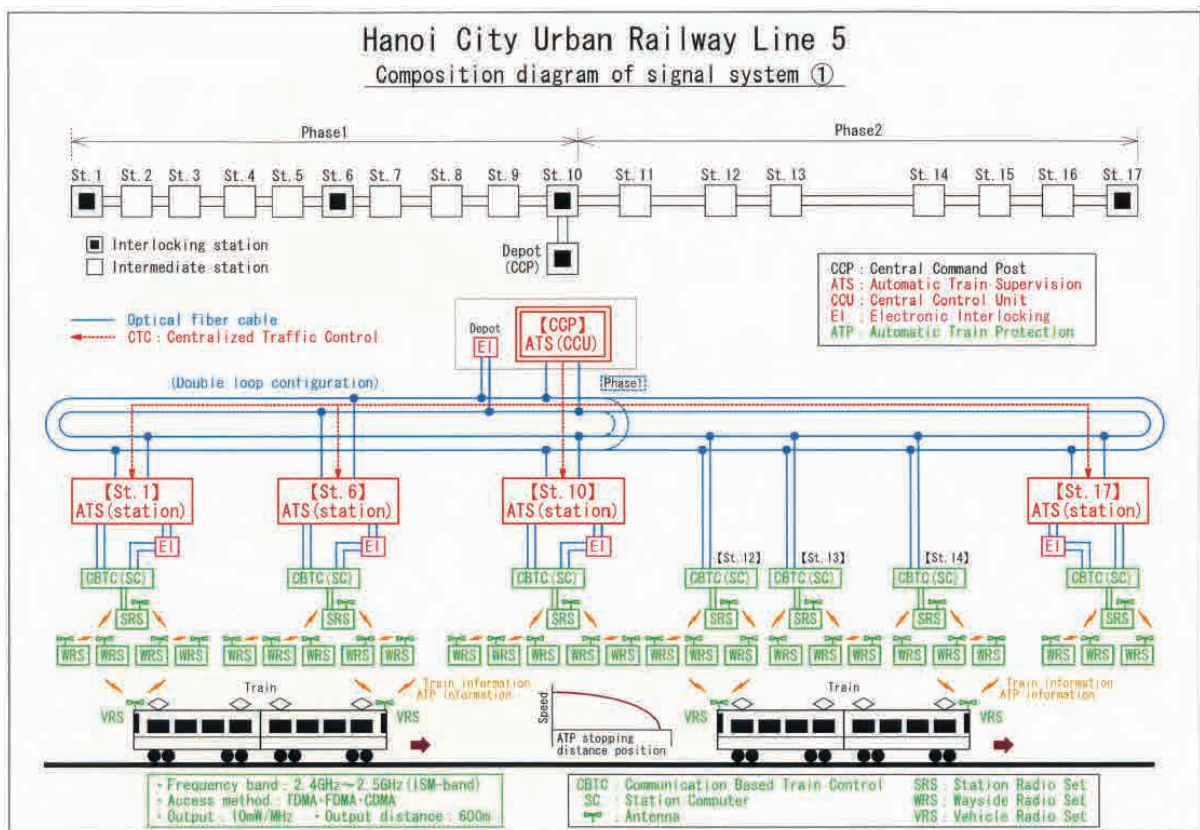 Hanoi City Urban Railway Line 5
Composition diagram of signal system ①
Phase1 Phase2
St. 1 St. 2 St. 3 St. 4 St. 5 St. 6 St. 7 St. 8 St. 9 St. 10 St. 11 St. 12 St. 13 St. 14 St. 15 St. 16 St. 17
Interlocking station
Intermediate station
Depot
(CCP)
CCP : Central Command Post
ATS : Automatic Train Supervision
CCU : Central Control Unit
EI : Electronic Interlocking
ATP : Automatic Train Protection
Optical fiber cable
CTC : Centralized Traffic Control
Depot
EI
【CCP】
ATS(CCU)
(Double loop configuration)
Phase1
【St. 1】 【St. 6】 【St. 10】 【St. 17】
ATS(station) ATS(station) ATS(station) ATS(station)
EI EI EI EI
【St. 12】 【St. 13】 【St. 14】
CBTC(SC) CBTC(SC) CBTC(SC) CBTC(SC) CBTC(SC) CBTC(SC) CBTC(SC)
SRS SRS SRS SRS
WRS WRS WRS WRS WRS WRS WRS WRS WRS WRS WRS WRS WRS WRS WRS WRS WRS WRS WRS WRS WRS WRS WRS WRS
Train information
ATP information
Train
VRS VRS
Speed
ATP stopping
distance position
Train information
ATP information
Train
VRS VRS
・Frequency band : 2.4GHz～2.5GHz(ISM-band)
・Access method : TDMA・FDMA・CDMA
・Output : 10mW/MHz ・Output distance : 600m
CBTC : Communication Based Train Control
SC : Station Computer
: Antenna
SRS : Station Radio Set
WRS : Wayside Radio Set
VRS : Vehicle Radio Set